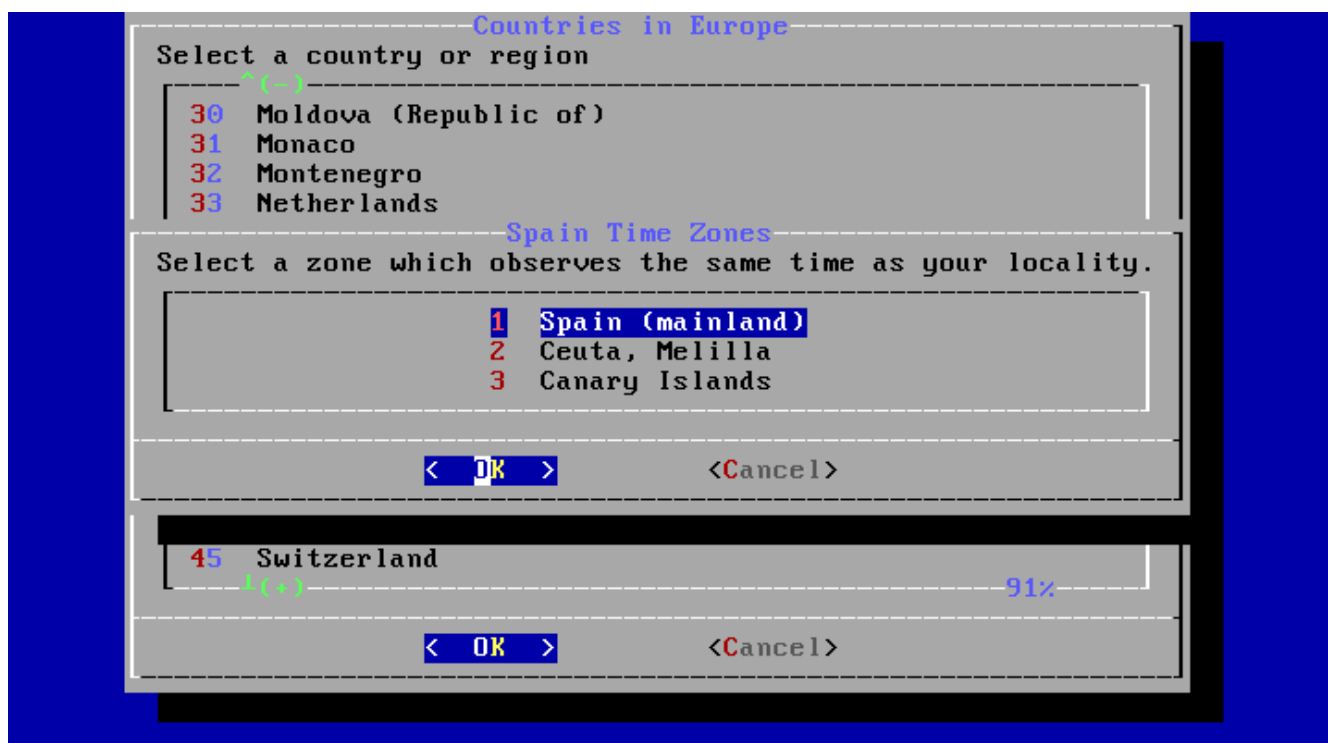 Countries in Europe
Select a country or region
^(-)
30 Moldova (Republic of)
31 Monaco
32 Montenegro
33 Netherlands
Spain Time Zones
Select a zone which observes the same time as your locality.
1 Spain (mainland)
2 Ceuta, Melilla
3 Canary Islands
< OK > <Cancel>
45 Switzerland
┴(+) 91%
< OK > <Cancel>